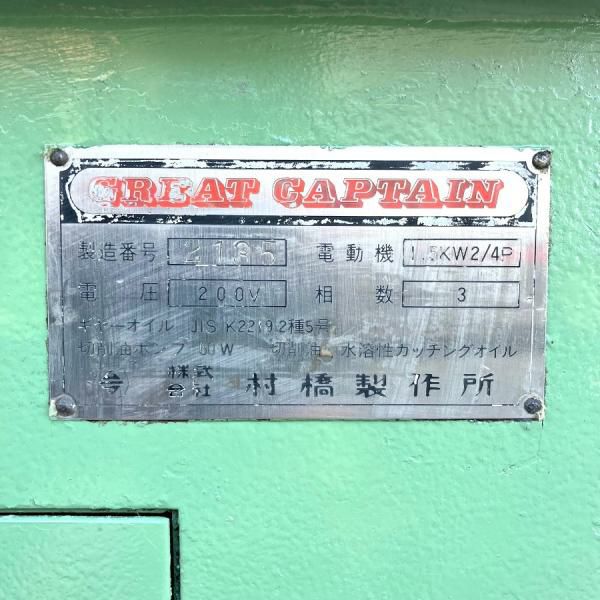 GREAT CAPTAIN
製造番号 2185 電動機 1.5KW2/4P
電圧 200V 相数 3
ギヤーオイル JIS K2219 2種5号
切削油ポンプ 60W 切削油 水溶性カッチングオイル
株式会社 村橋製作所